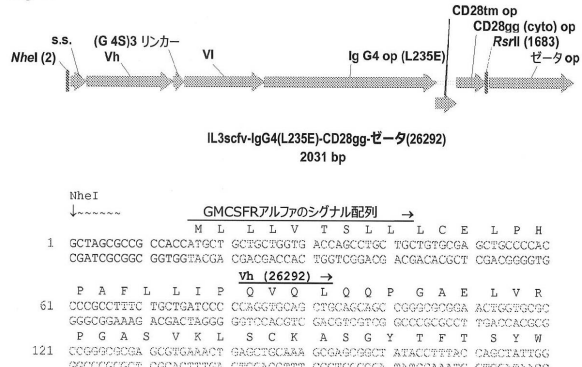 CD28tm op
CD28gg (cyto) op
RsrII (1683)
ゼータ op
s.s.
(G 4S)3 リンカー
NheI (2)
Vh
Vl
Ig G4 op (L235E)
IL3scfv-IgG4(L235E)-CD28gg-ゼータ(26292)
2031 bp
NheI
↓~~~~~~
GMCSFRアルファのシグナル配列
M L L L V T S L L L C E L P H
1 GCTAGCGCCG CCACCATGCT GCTGCTGGTG ACCAGCCTGC TGCTGTGCGA GCTGCCCCAC
CGATCGCGGC GGTGGTACGA CGACGACCAC TGGTCGGACG ACGACACGCT CGACGGGGTG
Vh (26292)
P A F L L I P Q V Q L Q Q P G A E L V R
61 CCCGCCTTTC TGCTGATCCC CCAGGTGCAG CTGCAGCAGC CGGGCGCGGA ACTGGTGCGC
GGGCGGAAAG ACGACTAGGG GGTCCACGTC GACGTCGTCG GCCCGCGCCT TGACCACGCG
P G A S V K L S C K A S G Y T F T S Y W
121 CCGGGCGCGA GCGTGAAACT GAGCTGCAAA GCGAGCGGCT ATACCTTTAC CAGCTATTGG